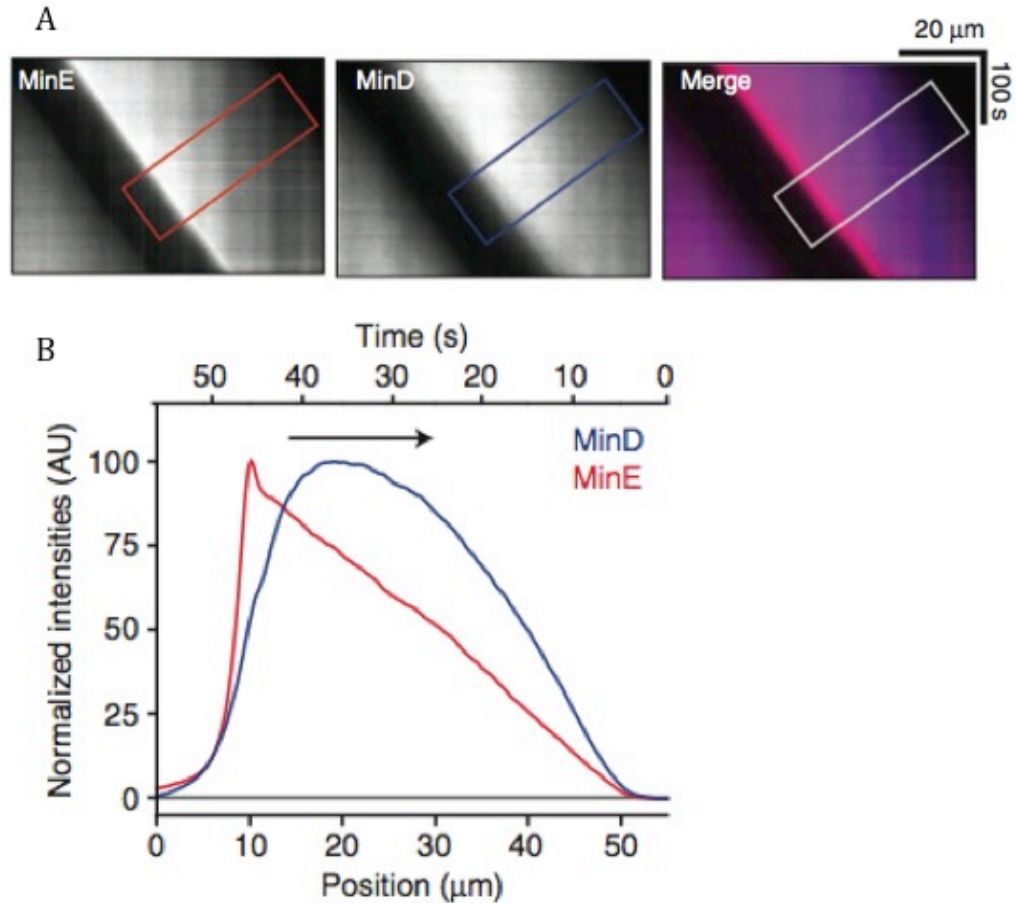 A
20 µm
MinE
MinD
Merge
100 s
B
Time (s)
50 40 30 20 10 0
MinD
MinE
Normalized intensities (AU)
100
75
50
25
0
0 10 20 30 40 50
Position (µm)